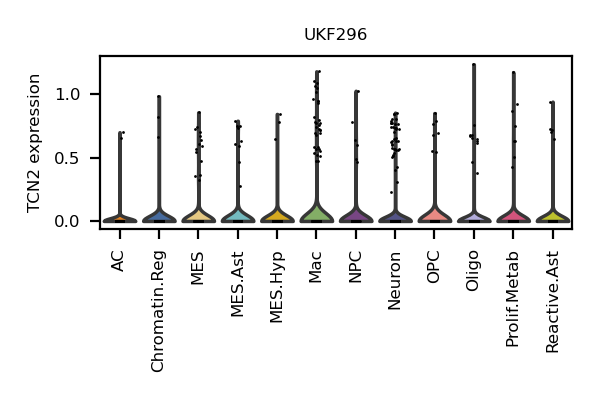 UKF296
TCN2 expression
1.0
0.5
0.0
AC
Chromatin.Reg
MES
MES.Ast
MES.Hyp
Mac
NPC
Neuron
OPC
Oligo
Prolif.Metab
Reactive.Ast